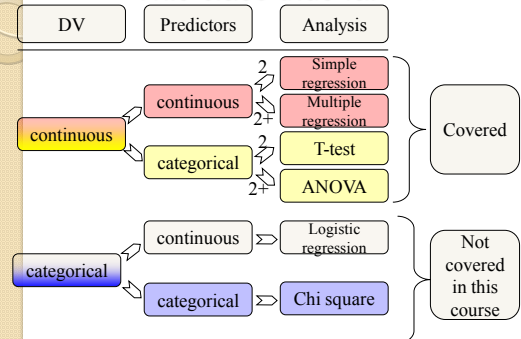 DV Predictors Analysis
2 Simple
regression
continuous
2+ Multiple
regression
continuous
Covered
2 T-test
categorical
2+ ANOVA
continuous Logistic
regression
categorical
Not
covered
in this
course
categorical Chi square